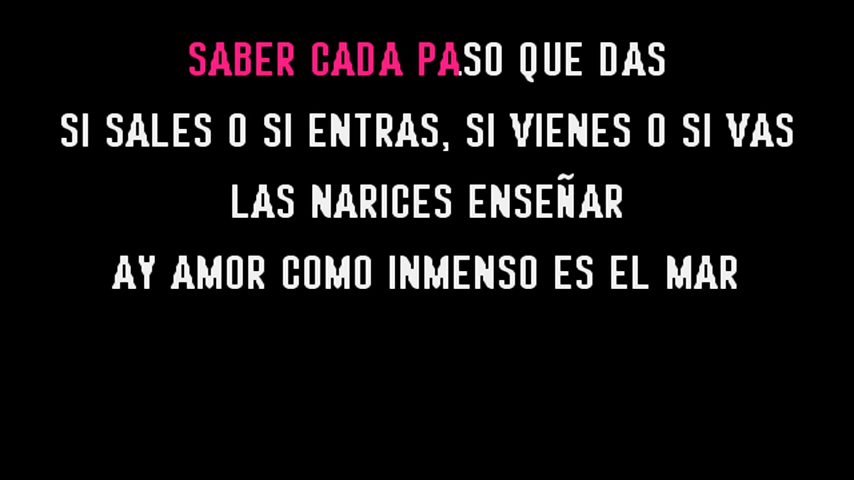 SABER CADA PASO QUE DAS
SI SALES O SI ENTRAS, SI VIENES O SI VAS
LAS NARICES ENSEÑAR
AY AMOR COMO INMENSO ES EL MAR